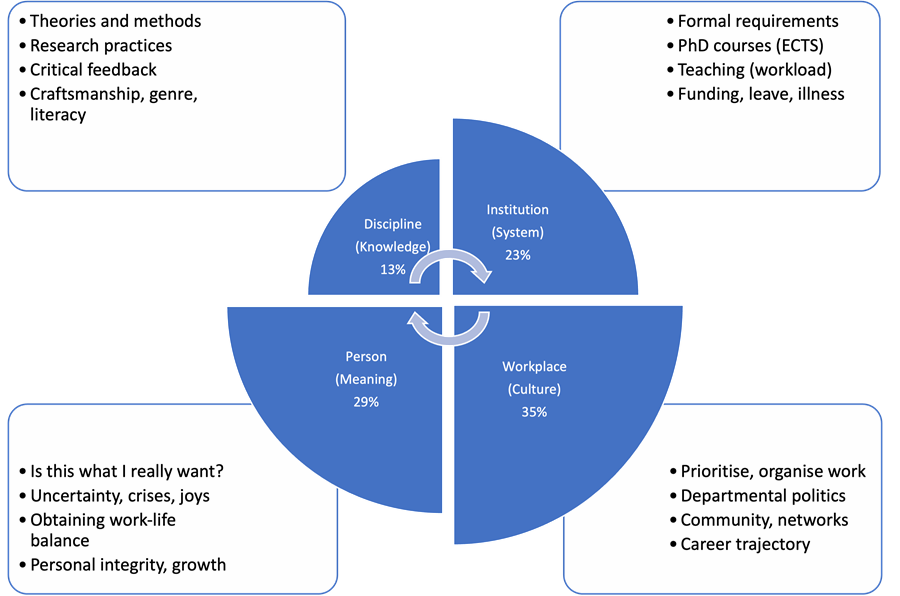 • Theories and methods
• Research practices
• Critical feedback
• Craftsmanship, genre,
literacy
• Formal requirements
• PhD courses (ECTS)
• Teaching (workload)
• Funding, leave, illness
Discipline
(Knowledge)
13%
Institution
(System)
23%
Person
(Meaning)
29%
Workplace
(Culture)
35%
• Is this what I really want?
• Uncertainty, crises, joys
• Obtaining work-life
balance
• Personal integrity, growth
• Prioritise, organise work
• Departmental politics
• Community, networks
• Career trajectory